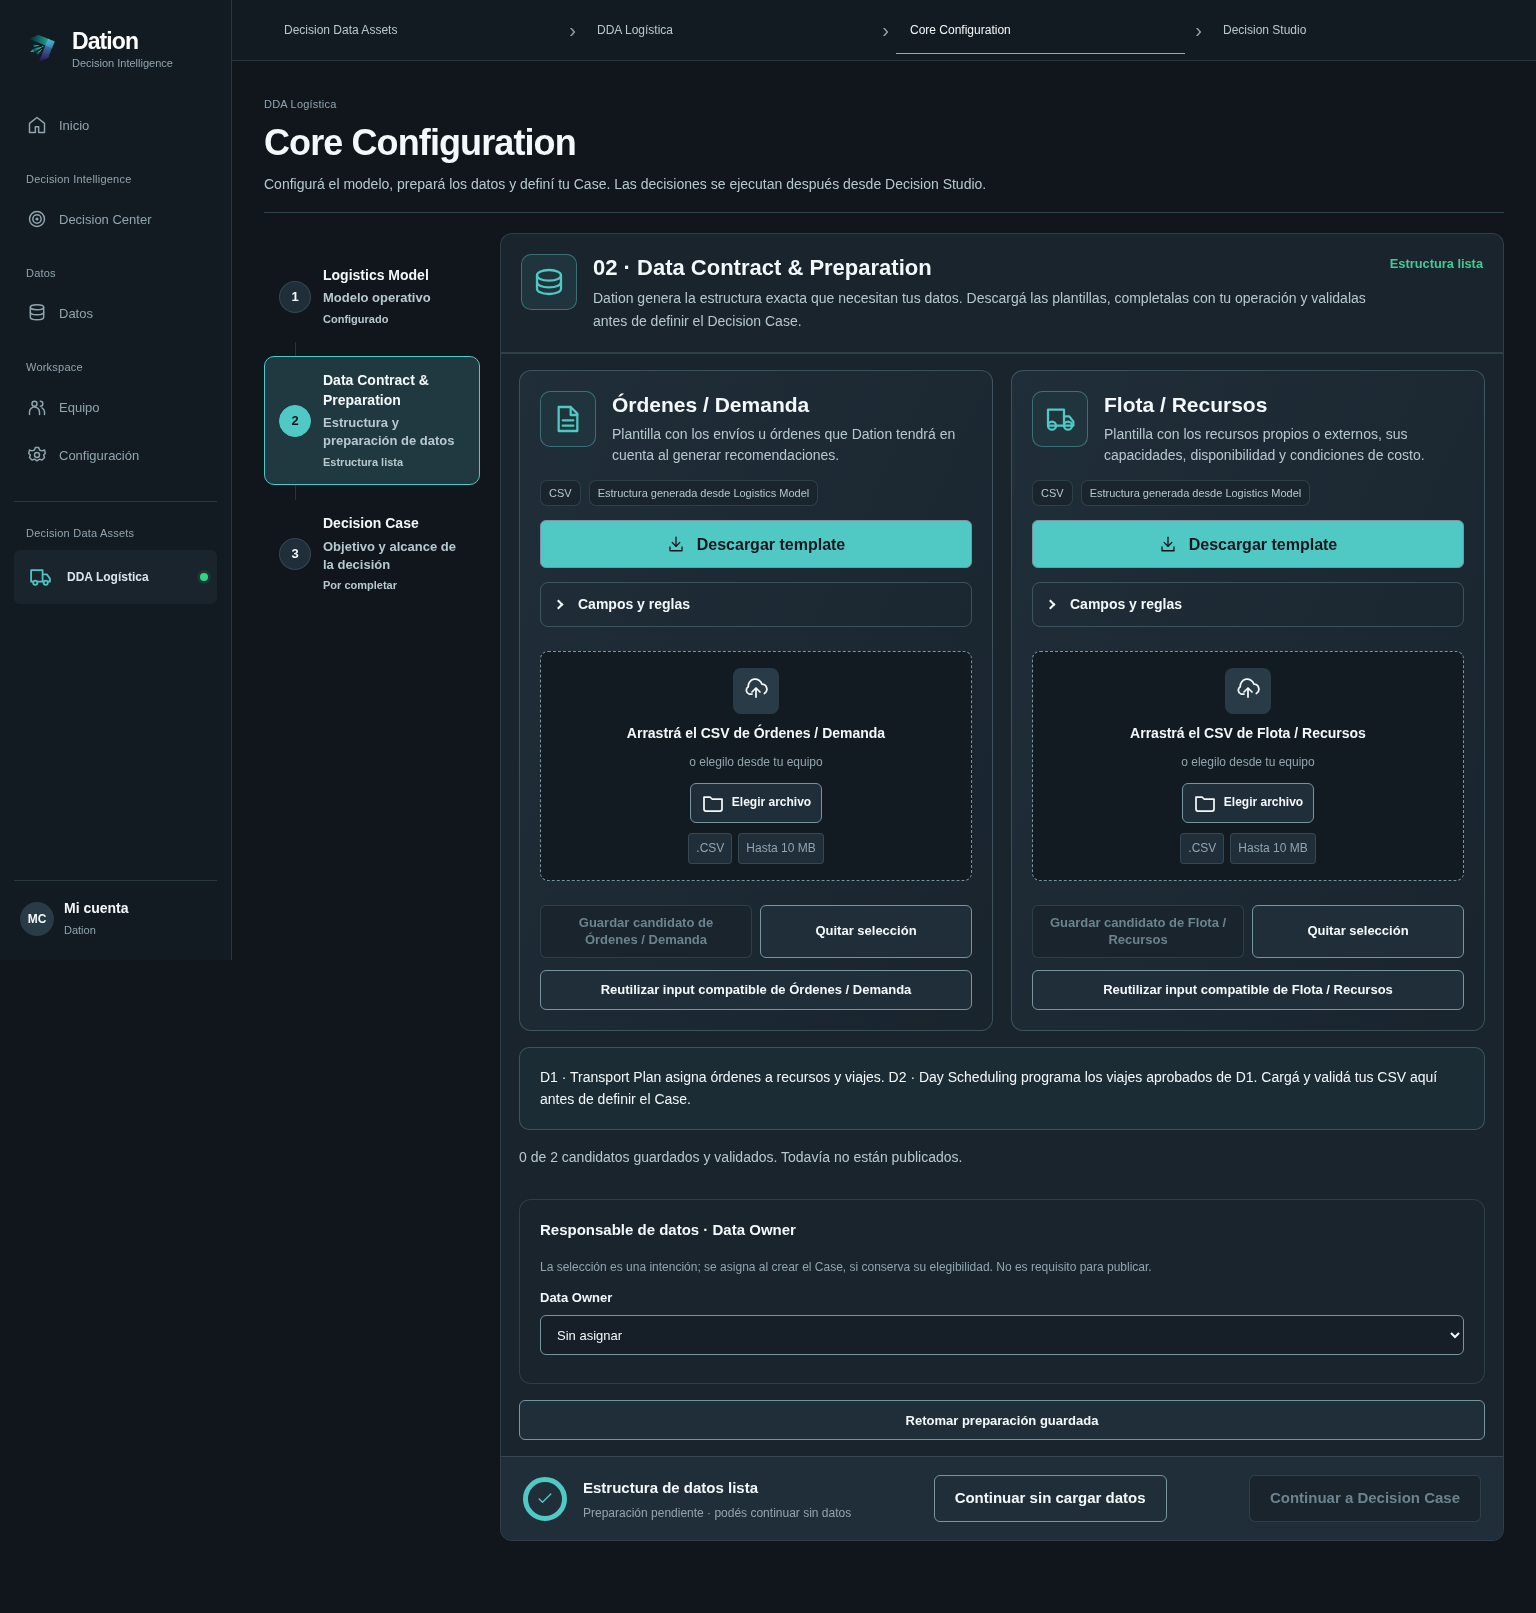 Dation
Decision Intelligence
Inicio
Decision Intelligence
Decision Center
Datos
Datos
Workspace
Equipo
Configuración
Decision Data Assets
DDA Logística
MC
Mi cuenta
Dation
Decision Data Assets
DDA Logística
Core Configuration
Decision Studio
DDA Logística
Core Configuration
Configurá el modelo, prepará los datos y definí tu Case. Las decisiones se ejecutan después desde Decision Studio.
1
Logistics Model
Modelo operativo
Configurado
2
Data Contract &
Preparation
Estructura y
preparación de datos
Estructura lista
3
Decision Case
Objetivo y alcance de
la decisión
Por completar
02 · Data Contract & Preparation
Estructura lista
Dation genera la estructura exacta que necesitan tus datos. Descargá las plantillas, completalas con tu operación y validalas
antes de definir el Decision Case.
Órdenes / Demanda
Plantilla con los envíos u órdenes que Dation tendrá en
cuenta al generar recomendaciones.
CSV
Estructura generada desde Logistics Model
Descargar template
Campos y reglas
Arrastrá el CSV de Órdenes / Demanda
o elegilo desde tu equipo
Elegir archivo
.CSV
Hasta 10 MB
Guardar candidato de
Órdenes / Demanda
Quitar selección
Reutilizar input compatible de Órdenes / Demanda
Flota / Recursos
Plantilla con los recursos propios o externos, sus
capacidades, disponibilidad y condiciones de costo.
CSV
Estructura generada desde Logistics Model
Descargar template
Campos y reglas
Arrastrá el CSV de Flota / Recursos
o elegilo desde tu equipo
Elegir archivo
.CSV
Hasta 10 MB
Guardar candidato de Flota /
Recursos
Quitar selección
Reutilizar input compatible de Flota / Recursos
D1 · Transport Plan asigna órdenes a recursos y viajes. D2 · Day Scheduling programa los viajes aprobados de D1. Cargá y validá tus CSV aquí
antes de definir el Case.
0 de 2 candidatos guardados y validados. Todavía no están publicados.
Responsable de datos · Data Owner
La selección es una intención; se asigna al crear el Case, si conserva su elegibilidad. No es requisito para publicar.
Data Owner
Sin asignar
Retomar preparación guardada
Estructura de datos lista
Preparación pendiente · podés continuar sin datos
Continuar sin cargar datos
Continuar a Decision Case